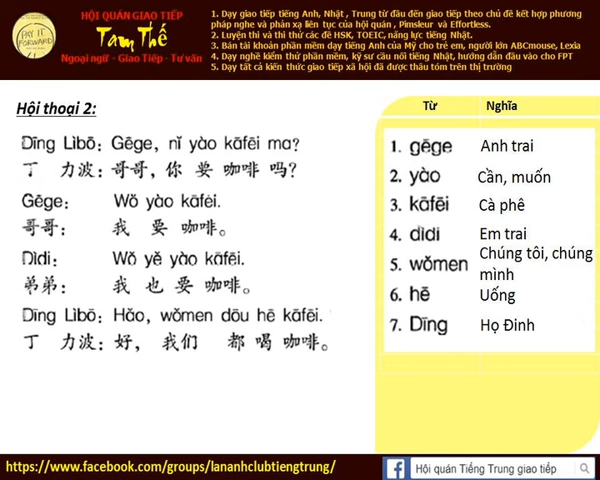 PAY IT FORWARD
HỘI QUÁN GIAO TIẾP
Tam Thế
Ngoại ngữ - Giao Tiếp - Tư vấn
1. Dạy giao tiếp tiếng Anh, Nhật , Trung từ đầu đến giao tiếp theo chủ đề kết hợp phương
pháp nghe và phản xạ liên tục của hội quán , Pimsleur và Effortless.
2. Luyện thi và thi thử các đề HSK, TOEIC, năng lực tiếng Nhật.
3. Bán tài khoản phần mềm dạy tiếng Anh của Mỹ cho trẻ em, người lớn ABCmouse, Lexia
4. Dạy nghề kiểm thử phần mềm, kỹ sư cầu nối tiếng Nhật, hướng dẫn đầu vào cho FPT
5. Dạy tất cả kiến thức giao tiếp xã hội đã được thâu tóm trên thị trường
Hội thoại 2:
Dīng Lìbō: Gēge, nǐ yào kāfēi ma?
丁 力波: 哥哥, 你 要 咖啡 吗?
Gēge: Wǒ yào kāfēi.
哥哥: 我 要 咖啡。
Dìdi: Wǒ yě yào kāfēi.
弟弟: 我 也 要 咖啡。
Dīng Lìbō: Hǎo, wǒmen dōu hē kāfēi.
丁 力波: 好, 我们 都 喝 咖啡。
Từ Nghĩa
1. gēge Anh trai
2. yào Cần, muốn
3. kāfēi Cà phê
4. dìdi Em trai
5. wǒmen Chúng tôi, chúng mình
6. hē Uống
7. Dīng Họ Đinh
https://www.facebook.com/groups/lananhclubtiengtrung/
f Hội quán Tiếng Trung giao tiếp